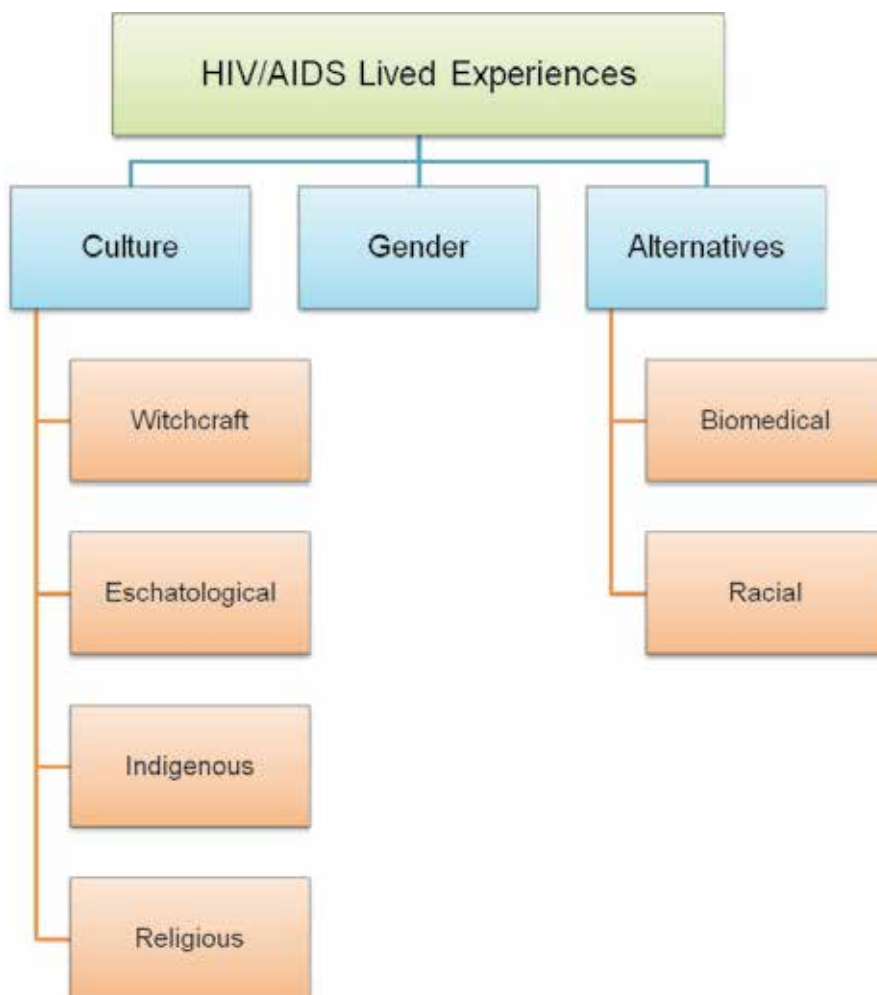 HIV/AIDS Lived Experiences
Culture
Gender
Alternatives
Witchcraft
Biomedical
Eschatological
Racial
Indigenous
Religious